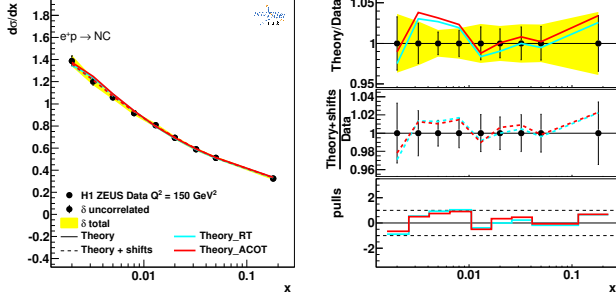 dσ/dx
1.8
e⁺p → NC
1.6
1.4
1.2
1.0
0.8
0.6
0.4
0.2
0
-0.2
-0.4
H1 ZEUS Data Q² = 150 GeV²
δ uncorrelated
δ total
Theory
Theory + shifts
Theory_RT
Theory_ACOT
0.01
0.1
x
Theory/Data
1.05
1
0.95
Theory+shifts
Data
1.04
1.02
1
0.98
0.96
pulls
2
0
-2
0.01
0.1
x